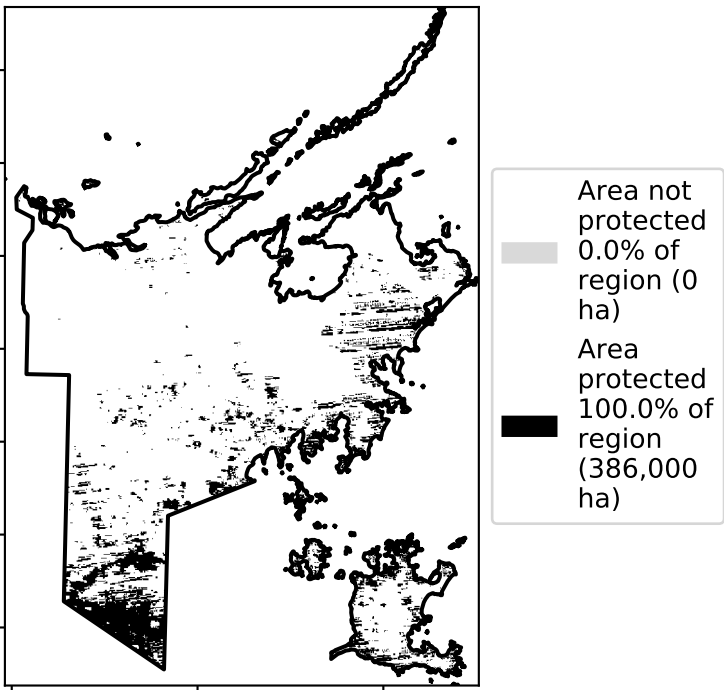 Area not
protected
0.0% of
region (0
ha)
Area
protected
100.0% of
region
(386,000
ha)